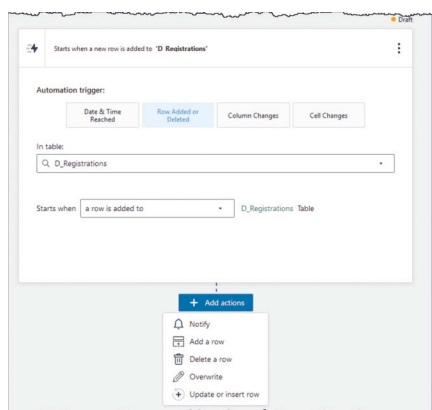 Draft
Starts when a new row is added to 'D Registrations'
Automation trigger:
Date & Time
Reached
Row Added or
Deleted
Column Changes
Cell Changes
In table:
D_Registrations
Starts when a row is added to D_Registrations Table
+ Add actions
Notify
Add a row
Delete a row
Overwrite
Update or insert row